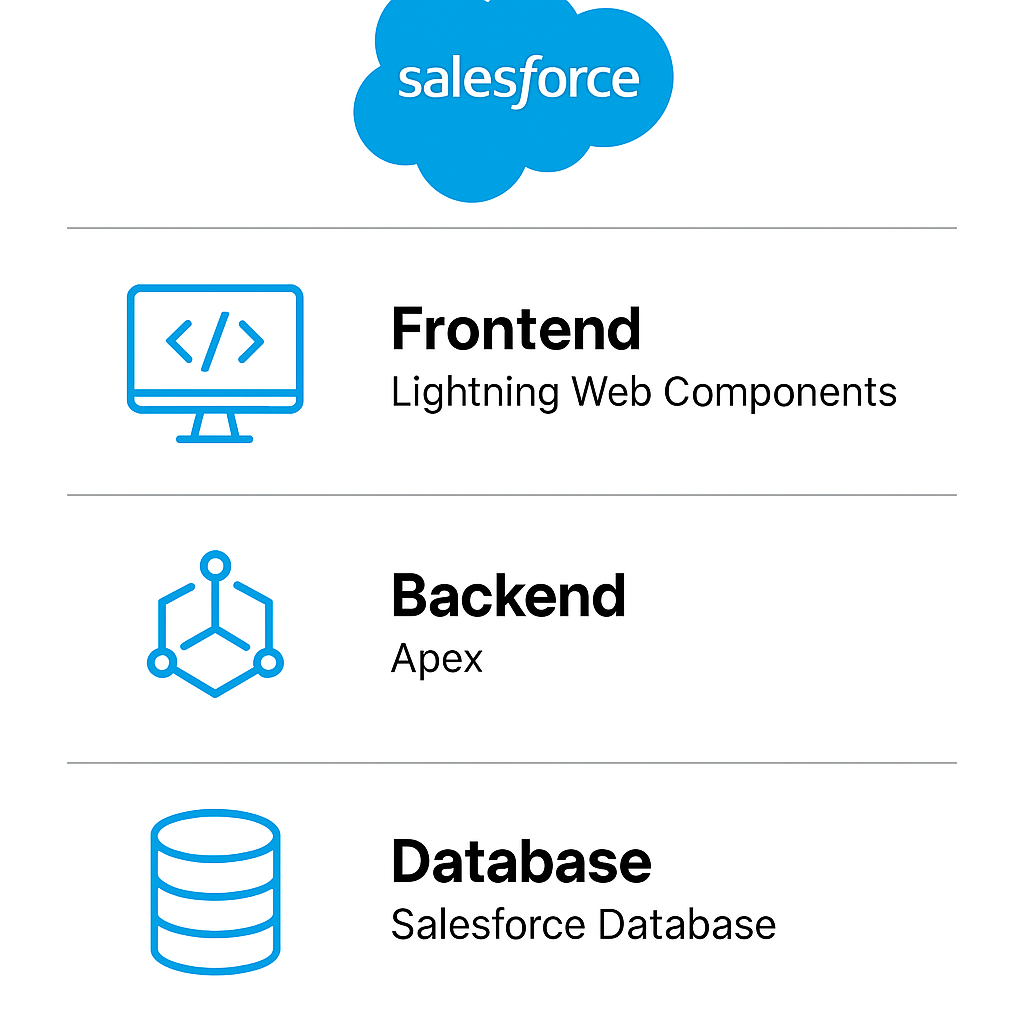 salesforce
Frontend
Lightning Web Components
Backend
Apex
Database
Salesforce Database